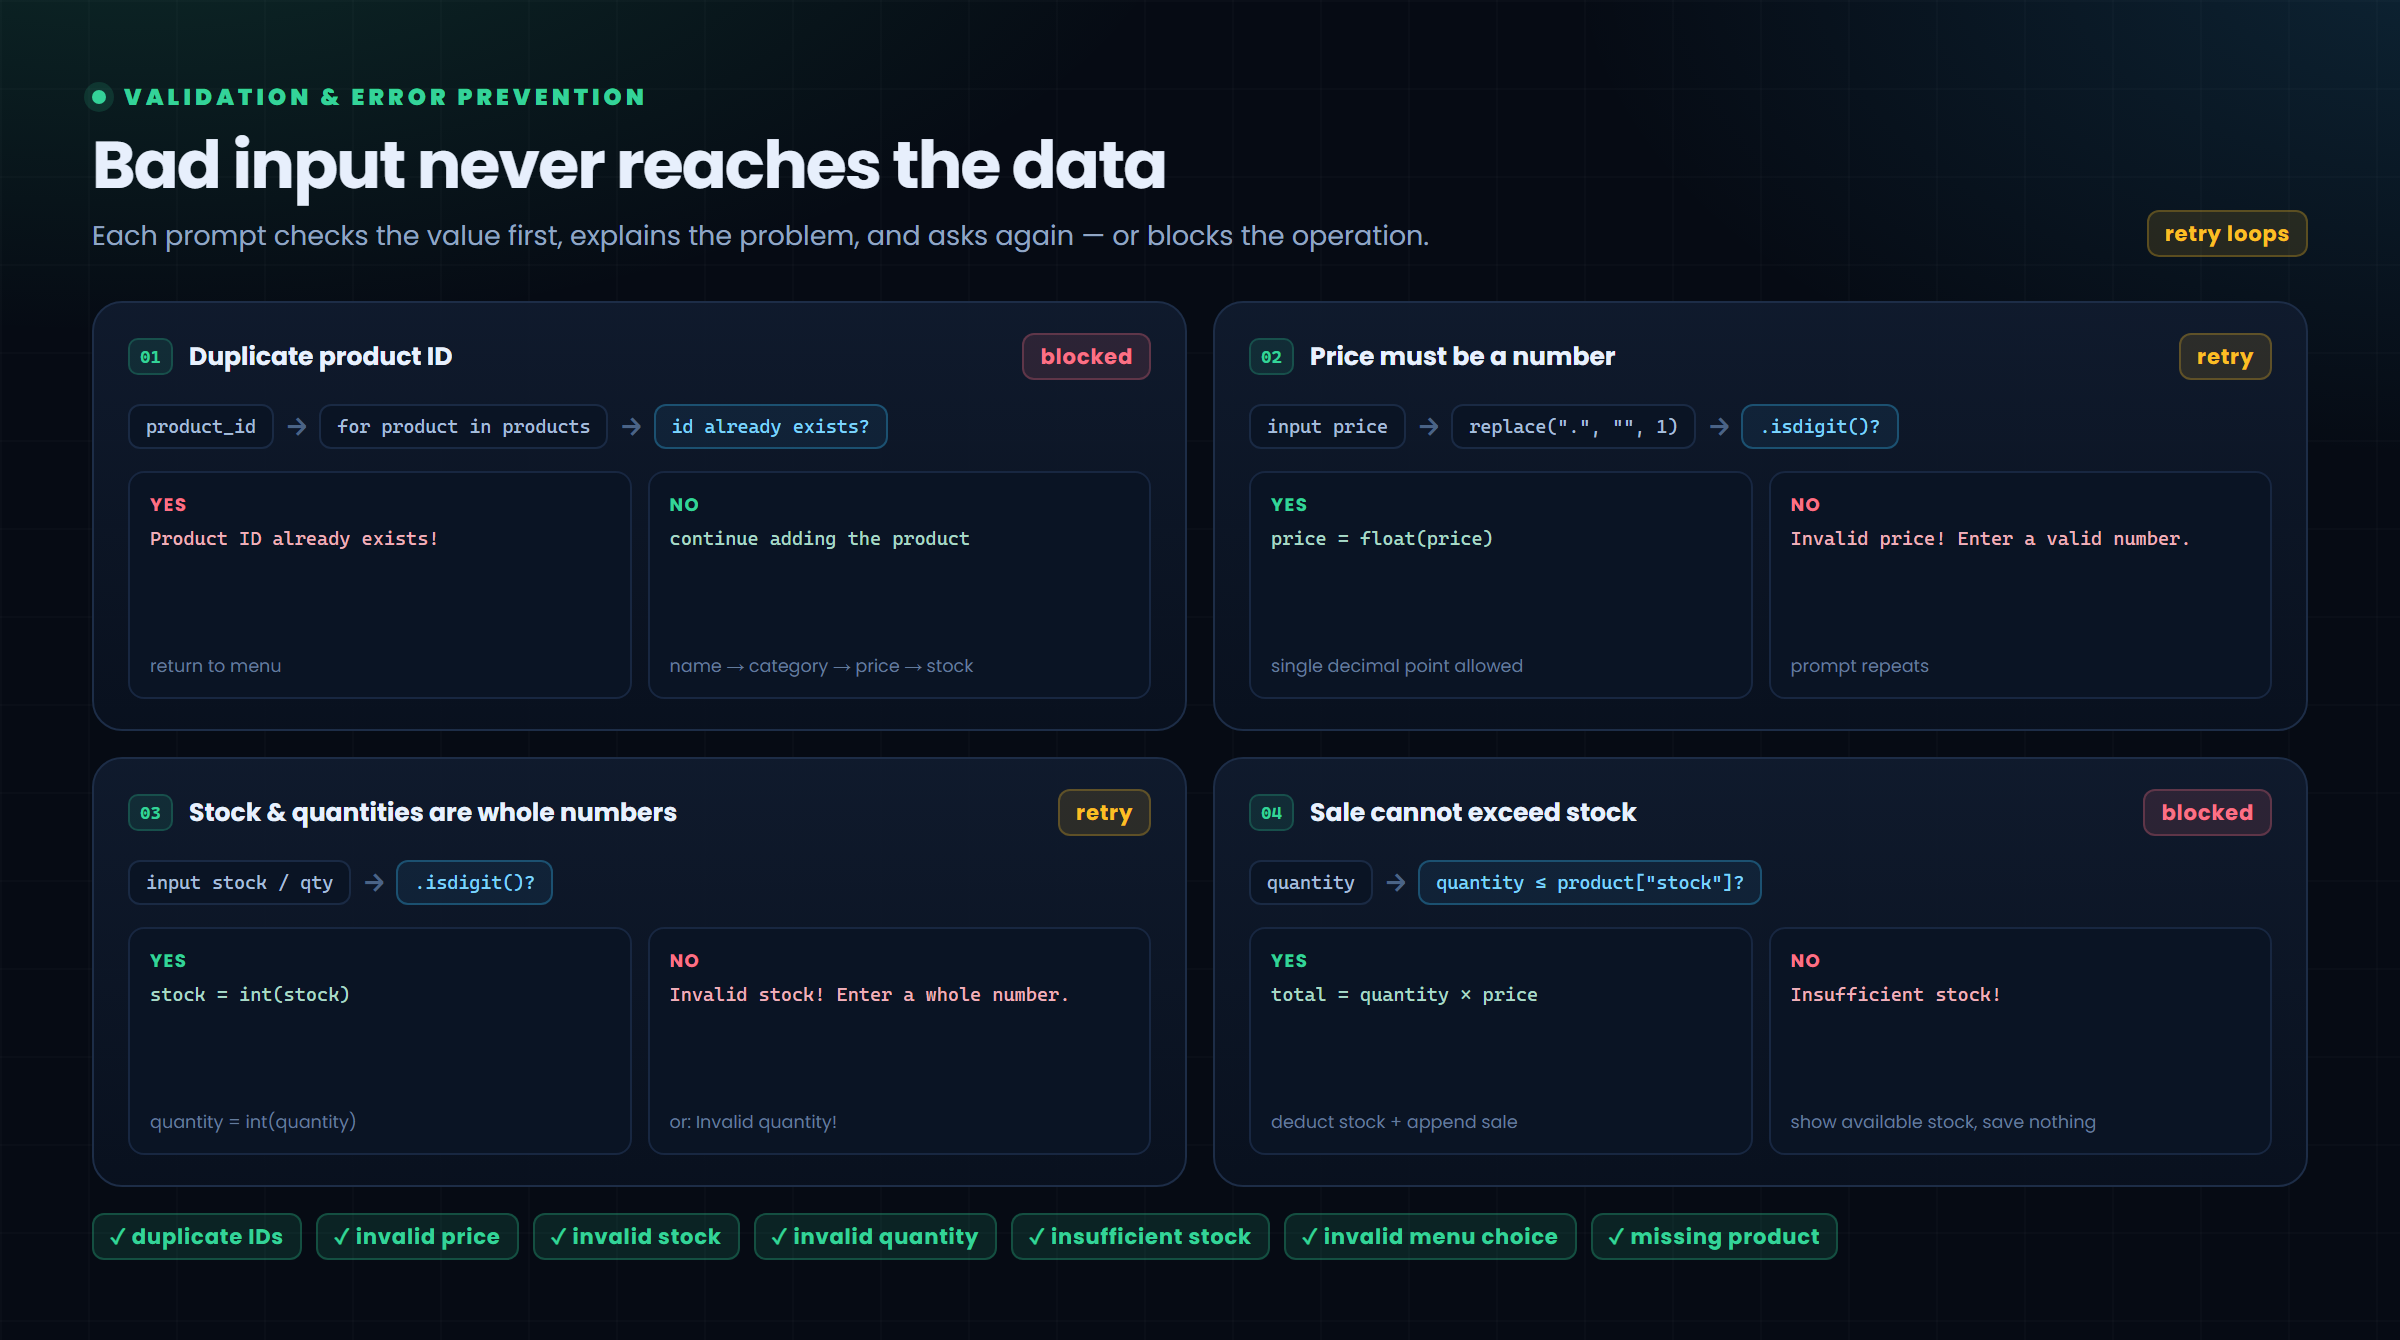 VALIDATION & ERROR PREVENTION
Bad input never reaches the data
Each prompt checks the value first, explains the problem, and asks again — or blocks the operation.
retry loops
01 Duplicate product ID blocked
product_id → for product in products → id already exists?
YES
Product ID already exists!
return to menu
NO
continue adding the product
name → category → price → stock
02 Price must be a number retry
input price → replace(".", "", 1) → .isdigit()?
YES
price = float(price)
single decimal point allowed
NO
Invalid price! Enter a valid number.
prompt repeats
03 Stock & quantities are whole numbers retry
input stock / qty → .isdigit()?
YES
stock = int(stock)
quantity = int(quantity)
NO
Invalid stock! Enter a whole number.
or: Invalid quantity!
04 Sale cannot exceed stock blocked
quantity → quantity ≤ product["stock"]?
YES
total = quantity × price
deduct stock + append sale
NO
Insufficient stock!
show available stock, save nothing
✓ duplicate IDs ✓ invalid price ✓ invalid stock ✓ invalid quantity ✓ insufficient stock ✓ invalid menu choice ✓ missing product